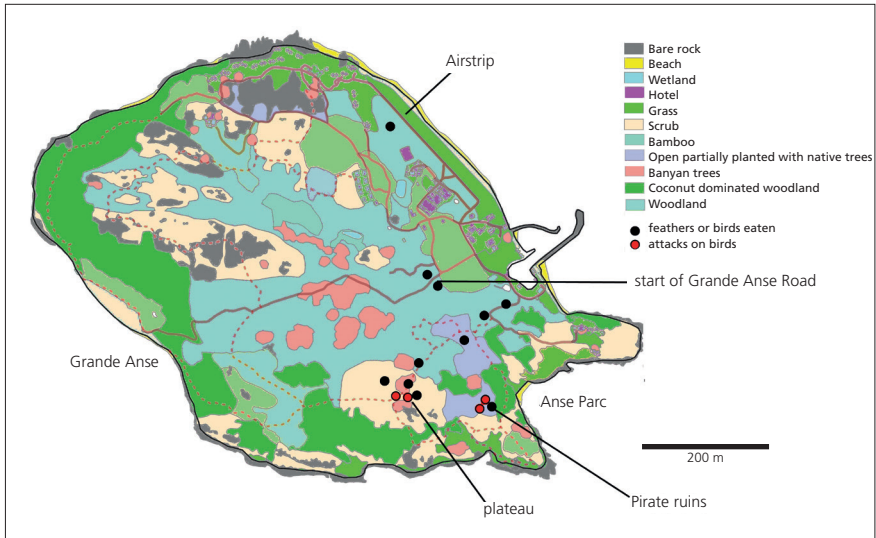 Airstrip
Bare rock
Beach
Wetland
Hotel
Grass
Scrub
Bamboo
Open partially planted with native trees
Banyan trees
Coconut dominated woodland
Woodland
feathers or birds eaten
attacks on birds
start of Grande Anse Road
Grande Anse
Anse Parc
200 m
Pirate ruins
plateau